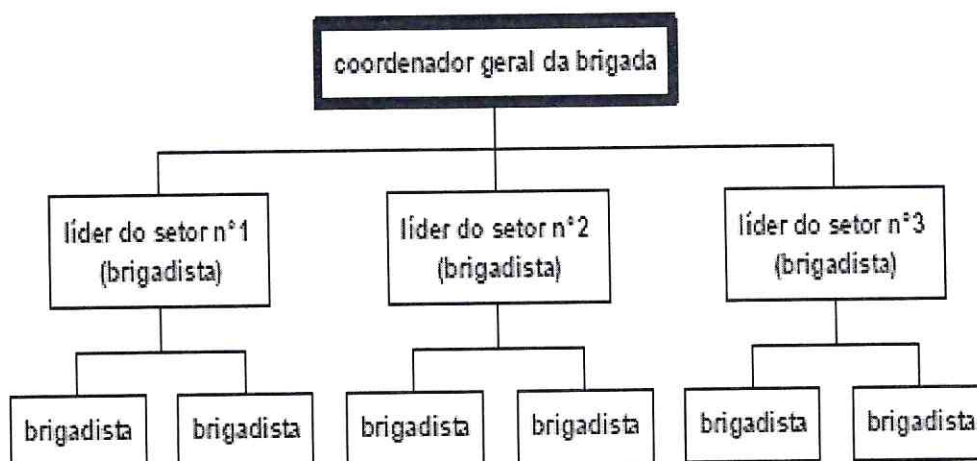 coordenador geral da brigada
líder do setor n°1
(brigadista)
líder do setor n°2
(brigadista)
líder do setor n°3
(brigadista)
brigadista
brigadista
brigadista
brigadista
brigadista
brigadista